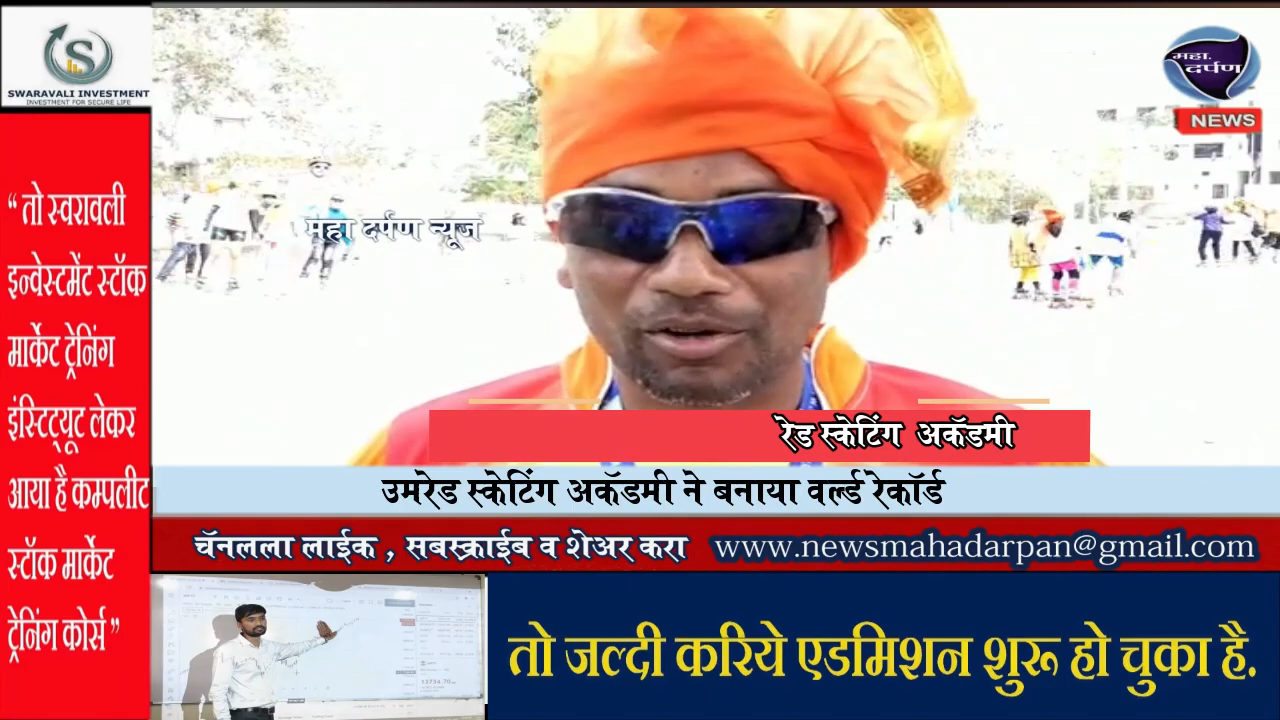 SWARAVALI INVESTMENT
INVESTMENT FOR SECURE LIFE
“ तो स्वरावली
इन्वेस्टमेंट स्टॉक
मार्केट ट्रेनिंग
इंस्टिट्यूट लेकर
आया है कम्पलीट
स्टॉक मार्केट
ट्रेनिंग कोर्स ”
महा.
दर्पण
NEWS
महा दर्पण न्यूज
रेड स्केटिंग अकॅडमी
उमरेड स्केटिंग अकॅडमी ने बनाया वर्ल्ड रेकॉर्ड
चॅनलला लाईक , सबस्क्राईब व शेअर करा www.newsmahadarpan@gmail.com
तो जल्दी करिये एडमिशन शुरू हो चुका है.